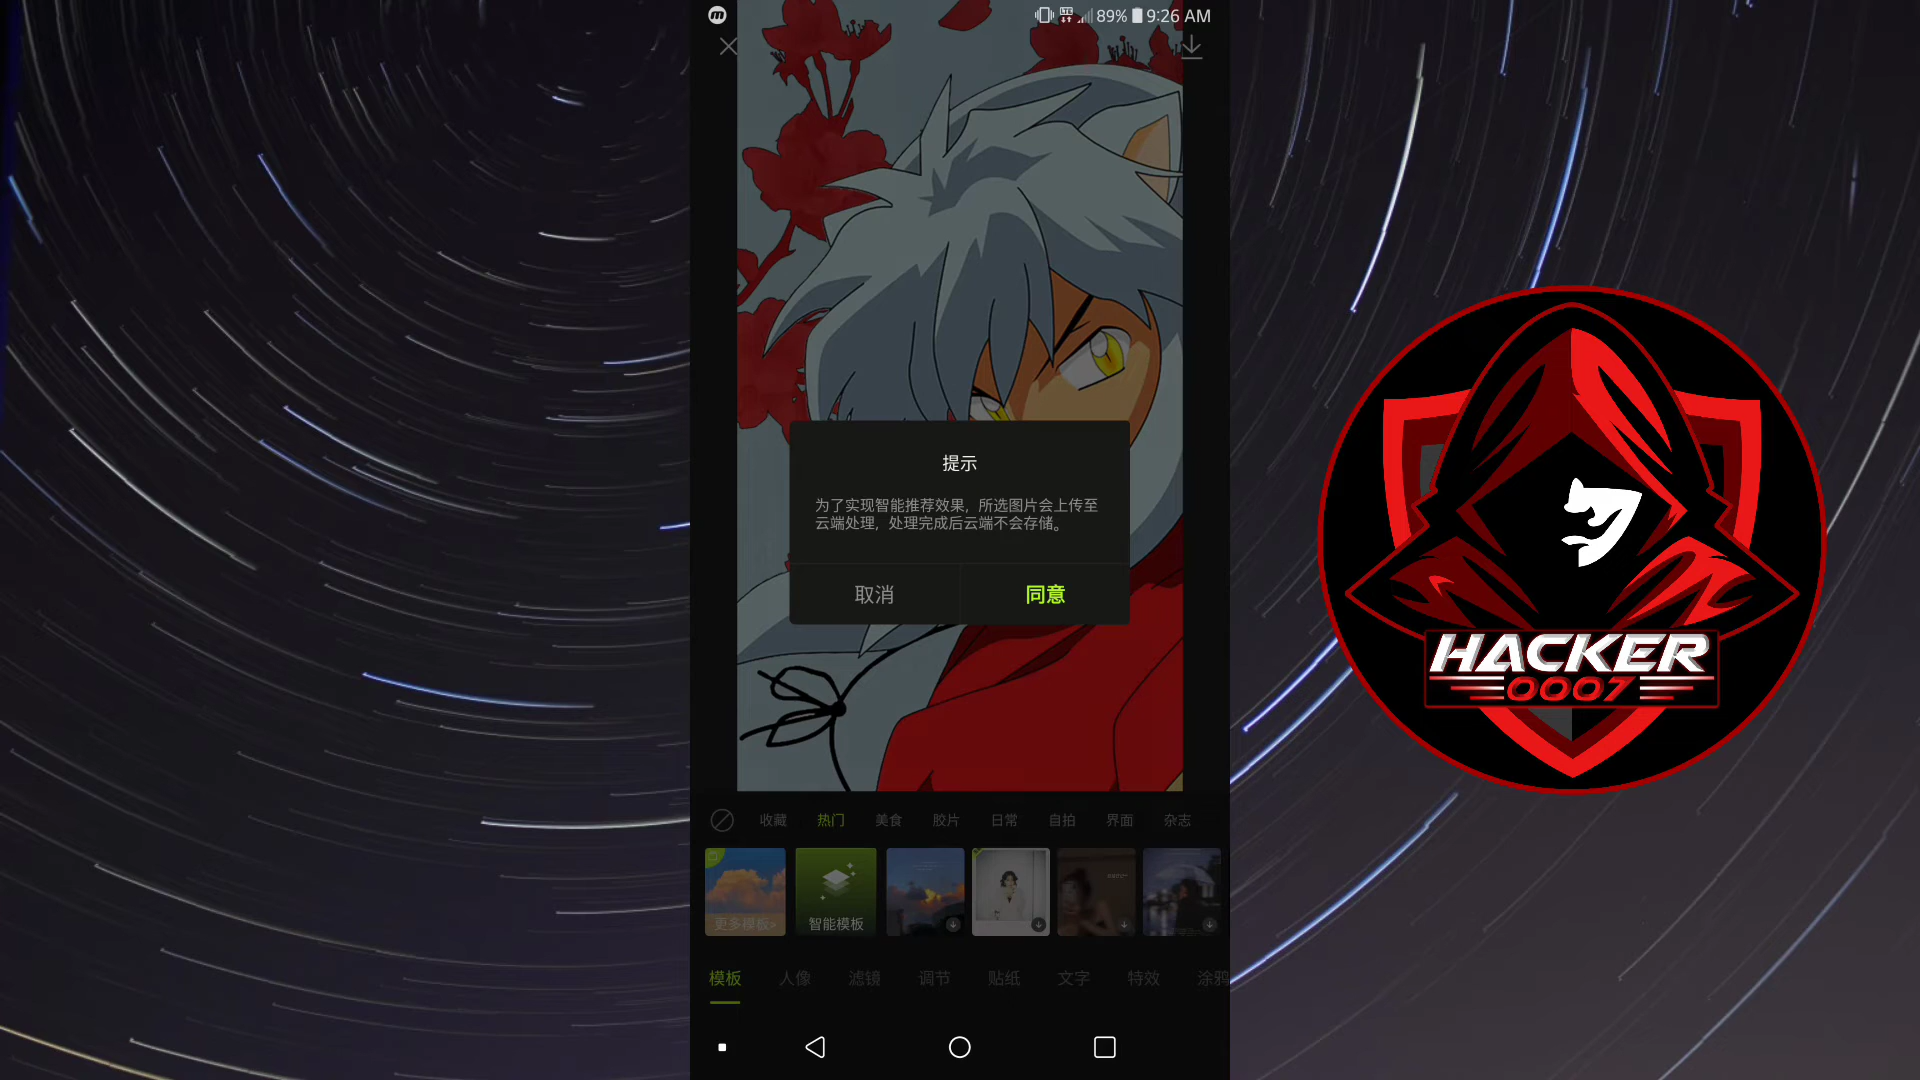 89% 9:26 AM
提示
为了实现智能推荐效果，所选图片会上传至
云端处理，处理完成后云端不会存储。
取消 同意
HACKER
0007
收藏 热门 美食 胶片 日常 自拍 界面 杂志
更多模板> 智能模板
模板 人像 滤镜 调节 贴纸 文字 特效 涂鸦